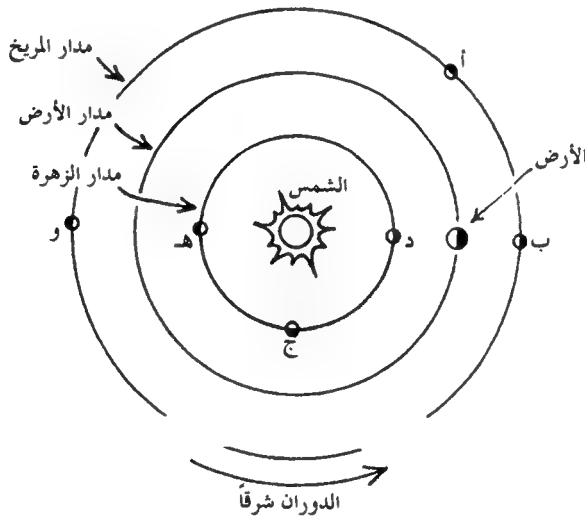 مدار المريخ
أ
مدار الأرض
الأرض
مدار الزهرة
الشمس
و
هـ
د
ب
ج
الدوران شرقاً